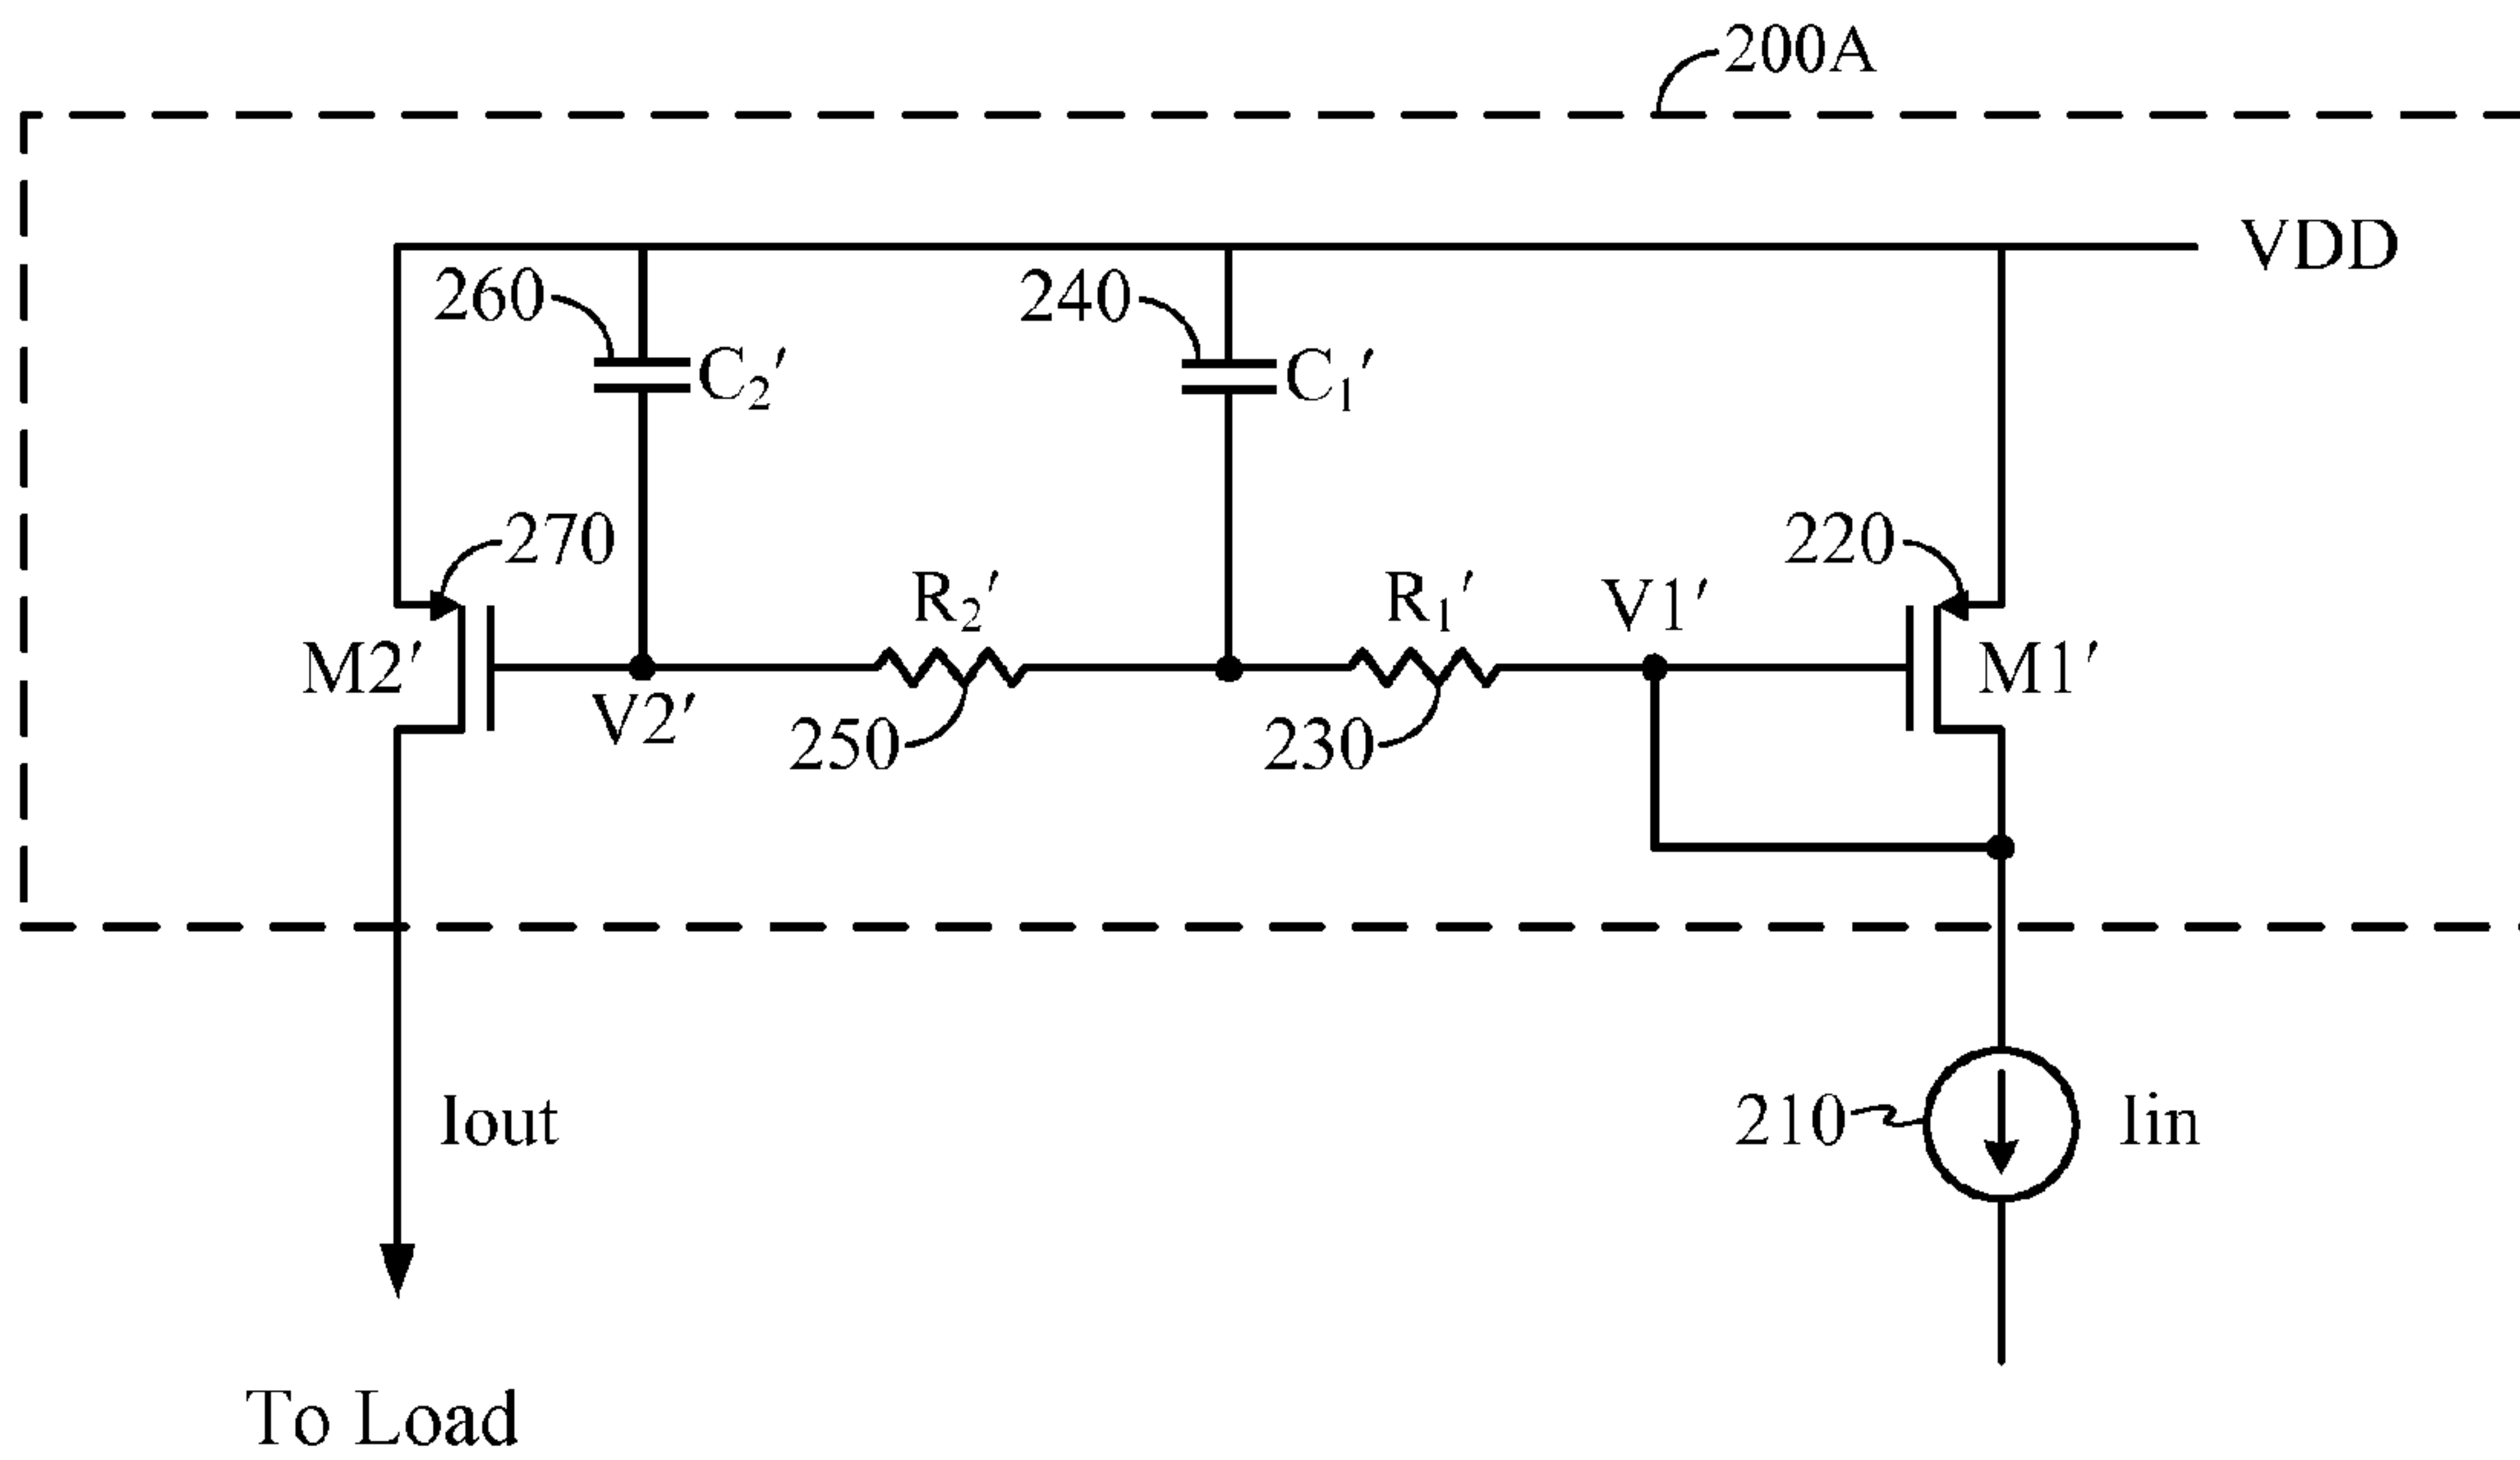 200A
VDD
260
240
C₂′
C₁′
270
220
R₂′
R₁′
V1′
M2′
M1′
V2′
250
230
Iout
210
Iin
To Load